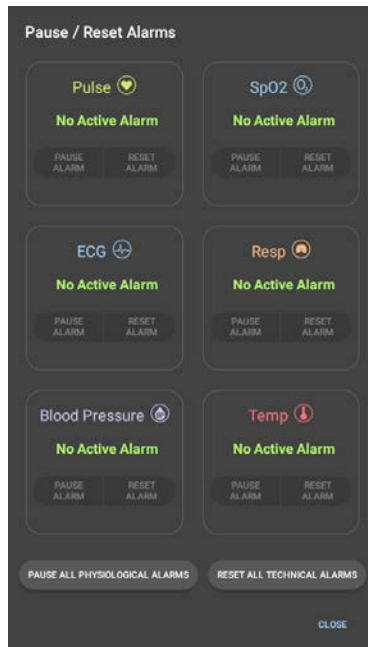 Pause / Reset Alarms
Pulse
No Active Alarm
PAUSE ALARM
RESET ALARM
SpO2
No Active Alarm
PAUSE ALARM
RESET ALARM
ECG
No Active Alarm
PAUSE ALARM
RESET ALARM
Resp
No Active Alarm
PAUSE ALARM
RESET ALARM
Blood Pressure
No Active Alarm
PAUSE ALARM
RESET ALARM
Temp
No Active Alarm
PAUSE ALARM
RESET ALARM
PAUSE ALL PHYSIOLOGICAL ALARMS
RESET ALL TECHNICAL ALARMS
CLOSE